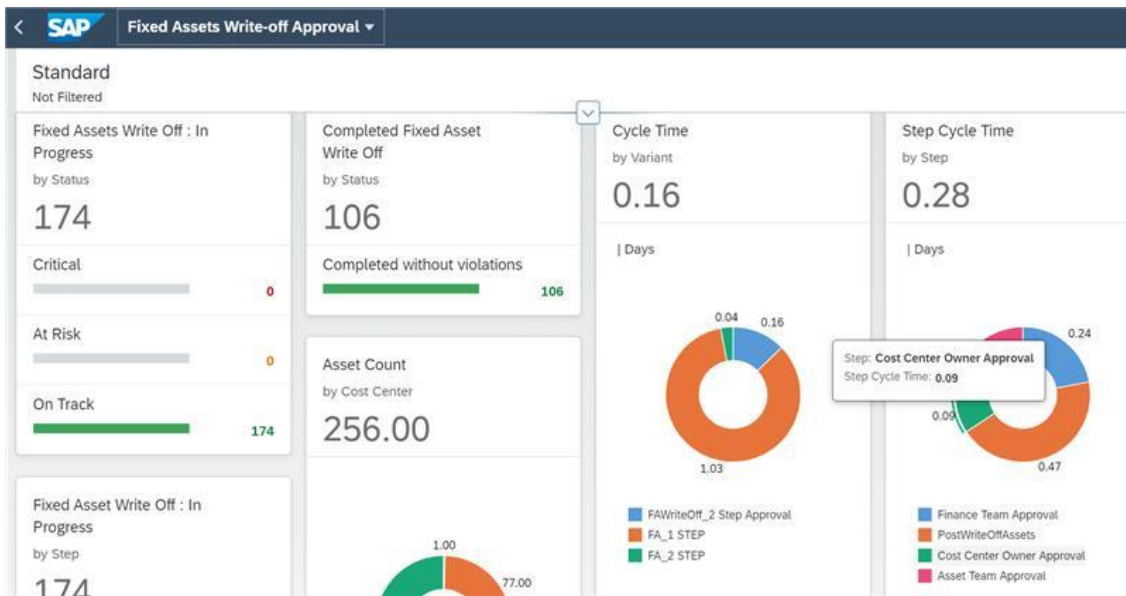 SAP
Fixed Assets Write-off Approval
Standard
Not Filtered
Fixed Assets Write Off : In
Progress
by Status
174
Critical
0
At Risk
0
On Track
174
Fixed Asset Write Off : In
Progress
by Step
174
Completed Fixed Asset
Write Off
by Status
106
Completed without violations
106
Asset Count
by Cost Center
256.00
1.00
77.00
Cycle Time
by Variant
0.16
| Days
0.04
0.16
1.03
FAWriteOff_2 Step Approval
FA_1 STEP
FA_2 STEP
Step Cycle Time
by Step
0.28
| Days
0.24
Step: Cost Center Owner Approval
Step Cycle Time: 0.09
0.09
0.47
Finance Team Approval
PostWriteOffAssets
Cost Center Owner Approval
Asset Team Approval